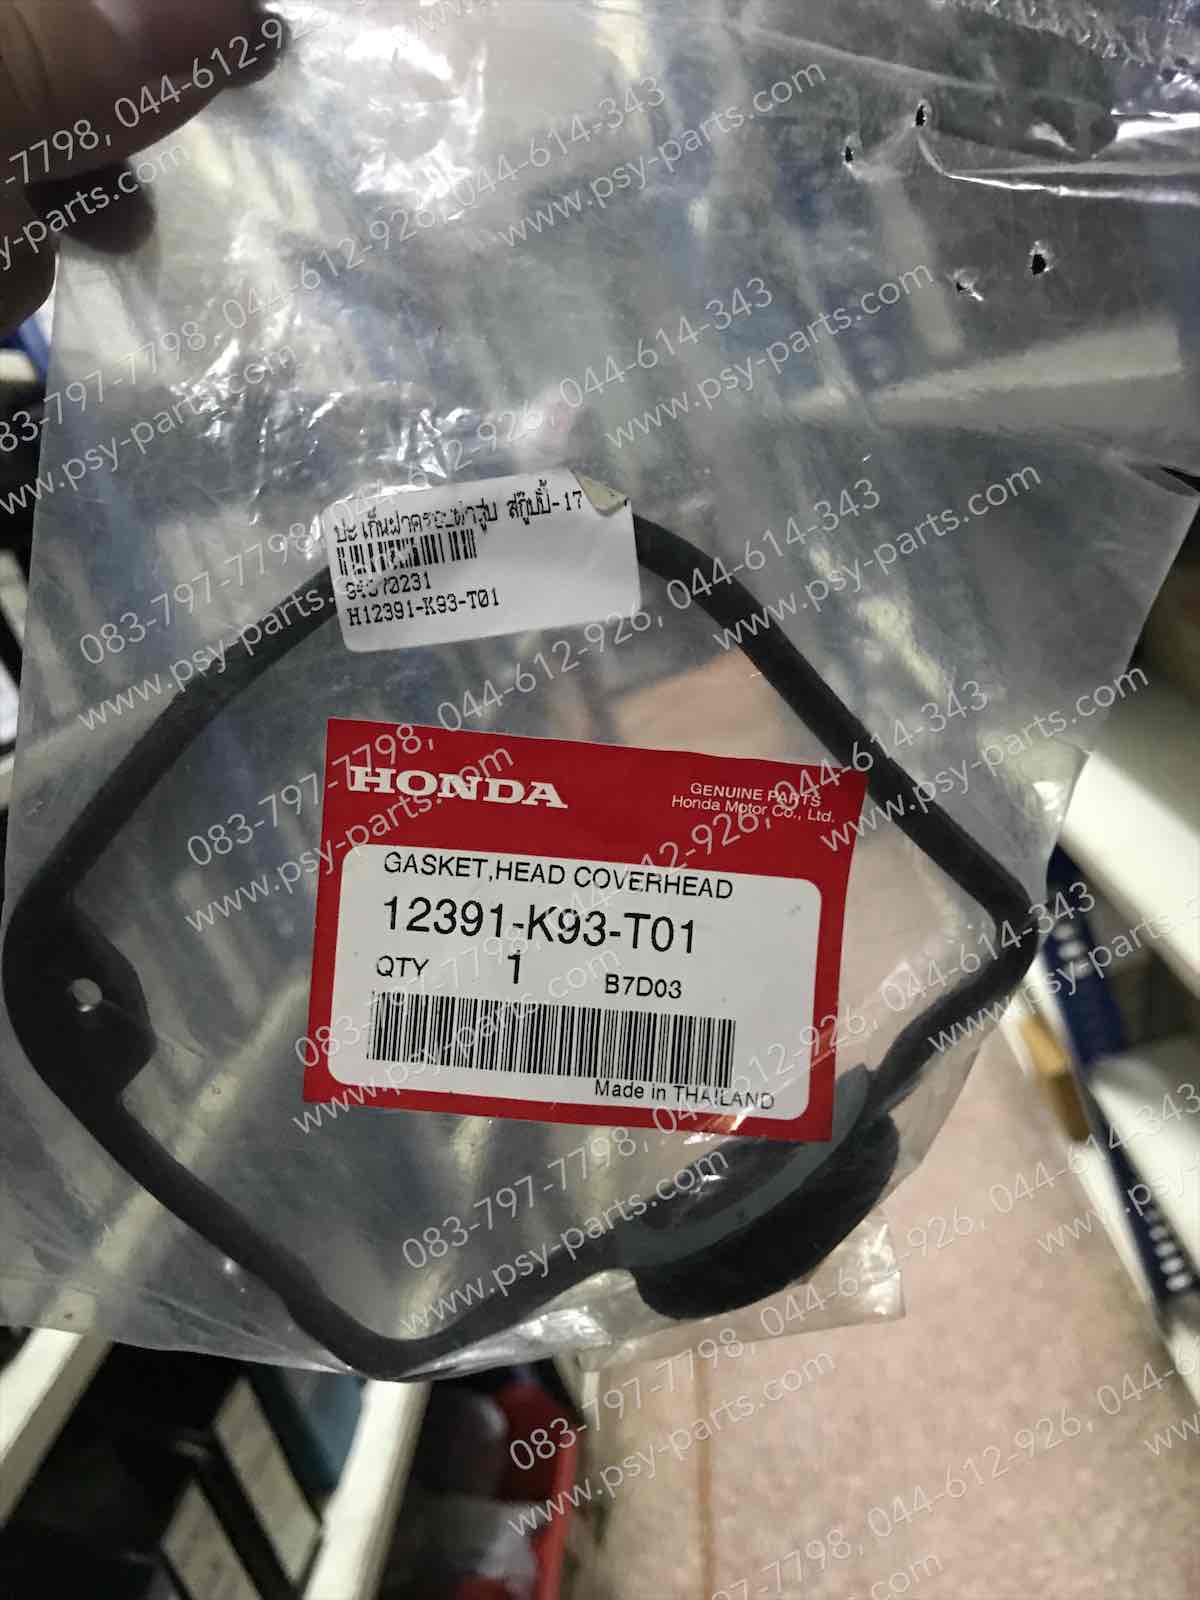 ปะเก็นฝาครอบฝาสูบ สกู๊ปปี้-17
H12391-K93-T01
HONDA
GENUINE PARTS
Honda Motor Co., Ltd.
GASKET,HEAD COVERHEAD
12391-K93-T01
QTY 1 B7D03
Made in THAILAND
083-797-7798, 044-612-926, 044-614-343
www.psy-parts.com